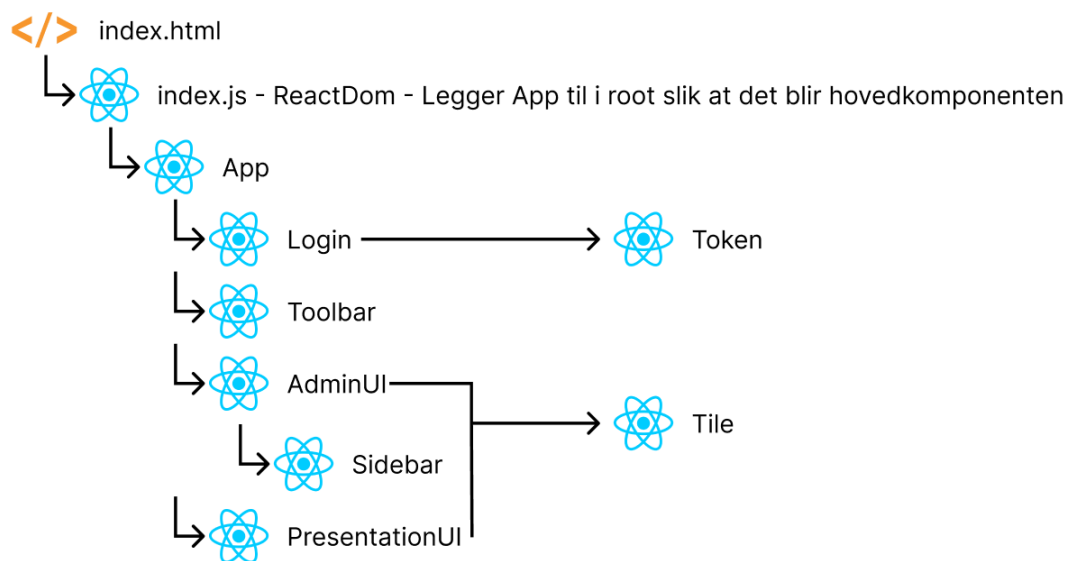 index.html
index.js - ReactDom - Legger App til i root slik at det blir hovedkomponenten
App
Login Token
Toolbar
AdminUI
Tile
Sidebar
PresentationUI